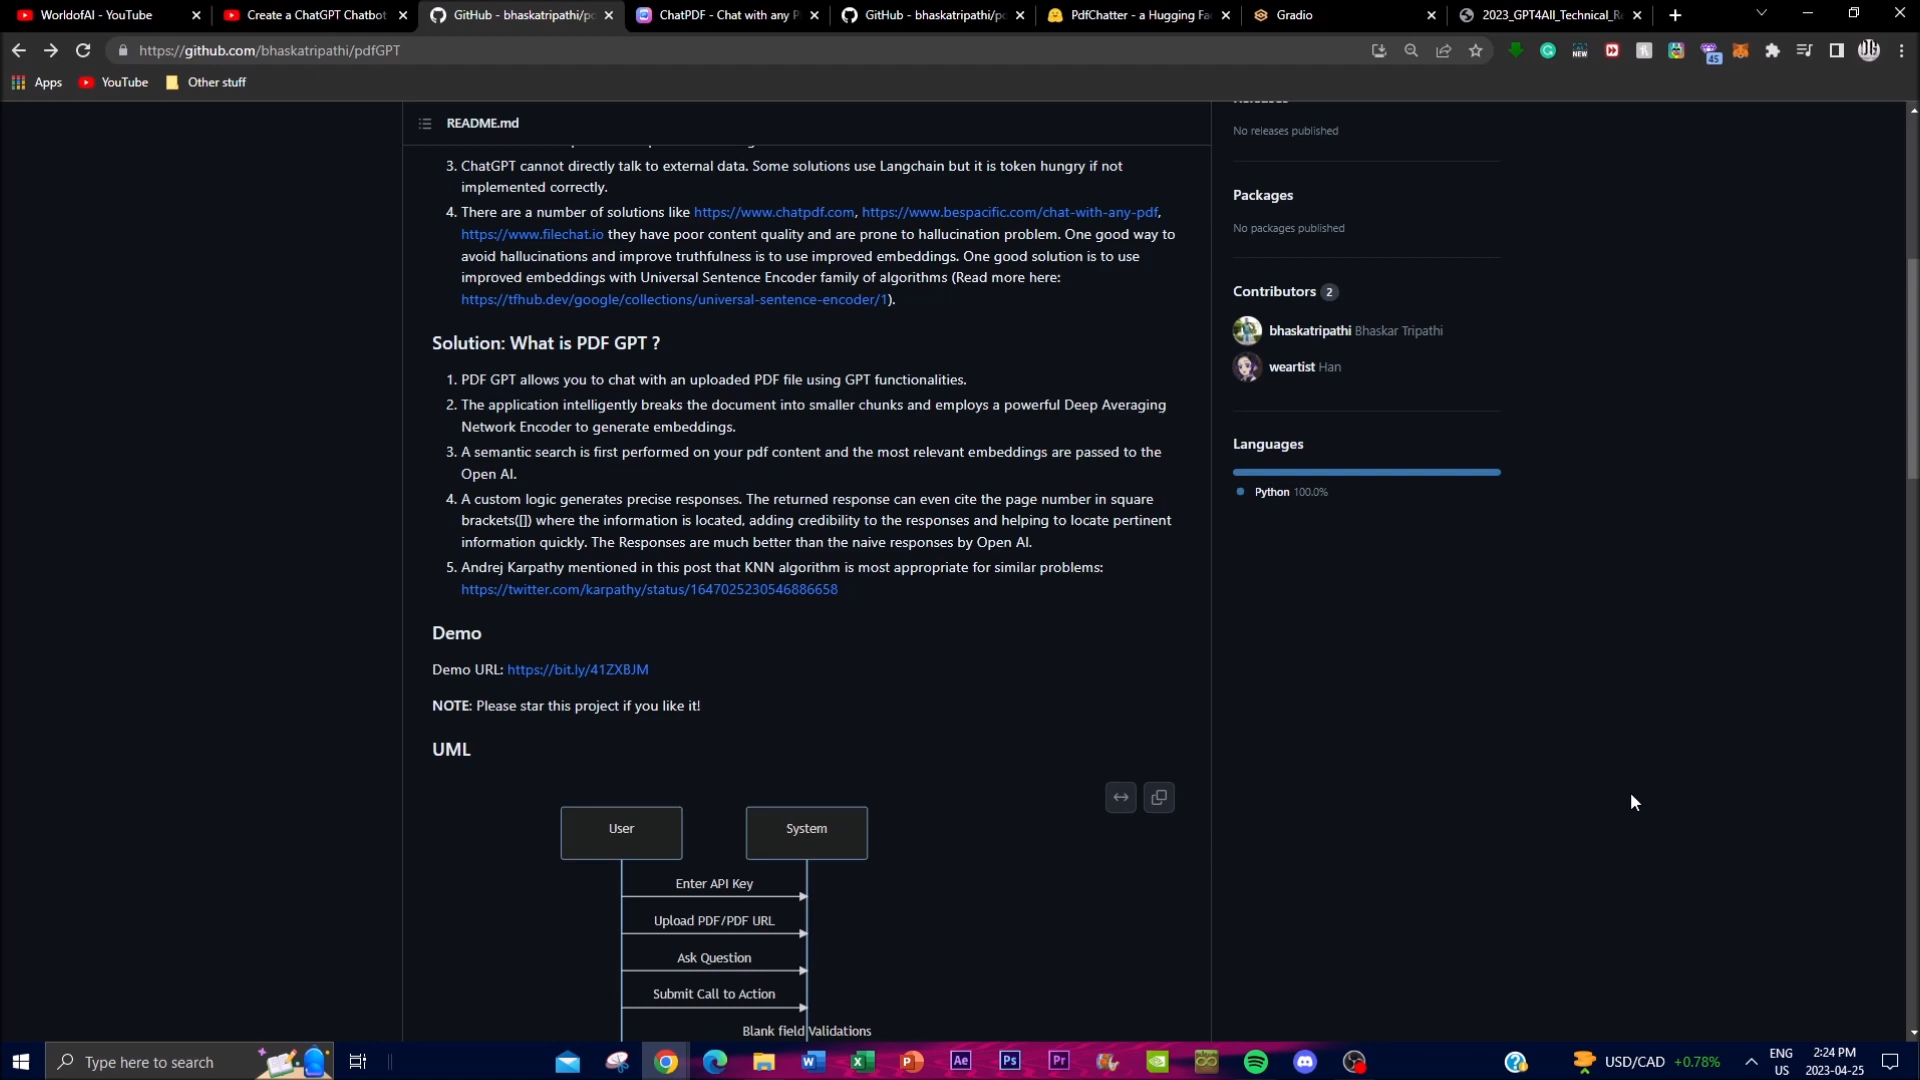 WorldofAI - YouTube
Create a ChatGPT Chatbot
GitHub - bhaskatripathi/pd
ChatPDF - Chat with any P
GitHub - bhaskatripathi/pd
PdfChatter - a Hugging Fa
Gradio
2023_GPT4All_Technical_R
https://github.com/bhaskatripathi/pdfGPT
NEW
45
Apps
YouTube
Other stuff
README.md
3. ChatGPT cannot directly talk to external data. Some solutions use Langchain but it is token hungry if not
implemented correctly.
4. There are a number of solutions like https://www.chatpdf.com, https://www.bespacific.com/chat-with-any-pdf,
https://www.filechat.io they have poor content quality and are prone to hallucination problem. One good way to
avoid hallucinations and improve truthfulness is to use improved embeddings. One good solution is to use
improved embeddings with Universal Sentence Encoder family of algorithms (Read more here:
https://tfhub.dev/google/collections/universal-sentence-encoder/1).
Solution: What is PDF GPT ?
1. PDF GPT allows you to chat with an uploaded PDF file using GPT functionalities.
2. The application intelligently breaks the document into smaller chunks and employs a powerful Deep Averaging
Network Encoder to generate embeddings.
3. A semantic search is first performed on your pdf content and the most relevant embeddings are passed to the
Open AI.
4. A custom logic generates precise responses. The returned response can even cite the page number in square
brackets([]) where the information is located, adding credibility to the responses and helping to locate pertinent
information quickly. The Responses are much better than the naive responses by Open AI.
5. Andrej Karpathy mentioned in this post that KNN algorithm is most appropriate for similar problems:
https://twitter.com/karpathy/status/1647025230546886658
Demo
Demo URL: https://bit.ly/41ZXBJM
NOTE: Please star this project if you like it!
UML
User
System
Enter API Key
Upload PDF/PDF URL
Ask Question
Submit Call to Action
Blank field Validations
Releases
No releases published
Packages
No packages published
Contributors 2
bhaskatripathi Bhaskar Tripathi
weartist Han
Languages
Python 100.0%
Type here to search
Ae
Ps
Pr
USD/CAD +0.78%
ENG
US
2:24 PM
2023-04-25